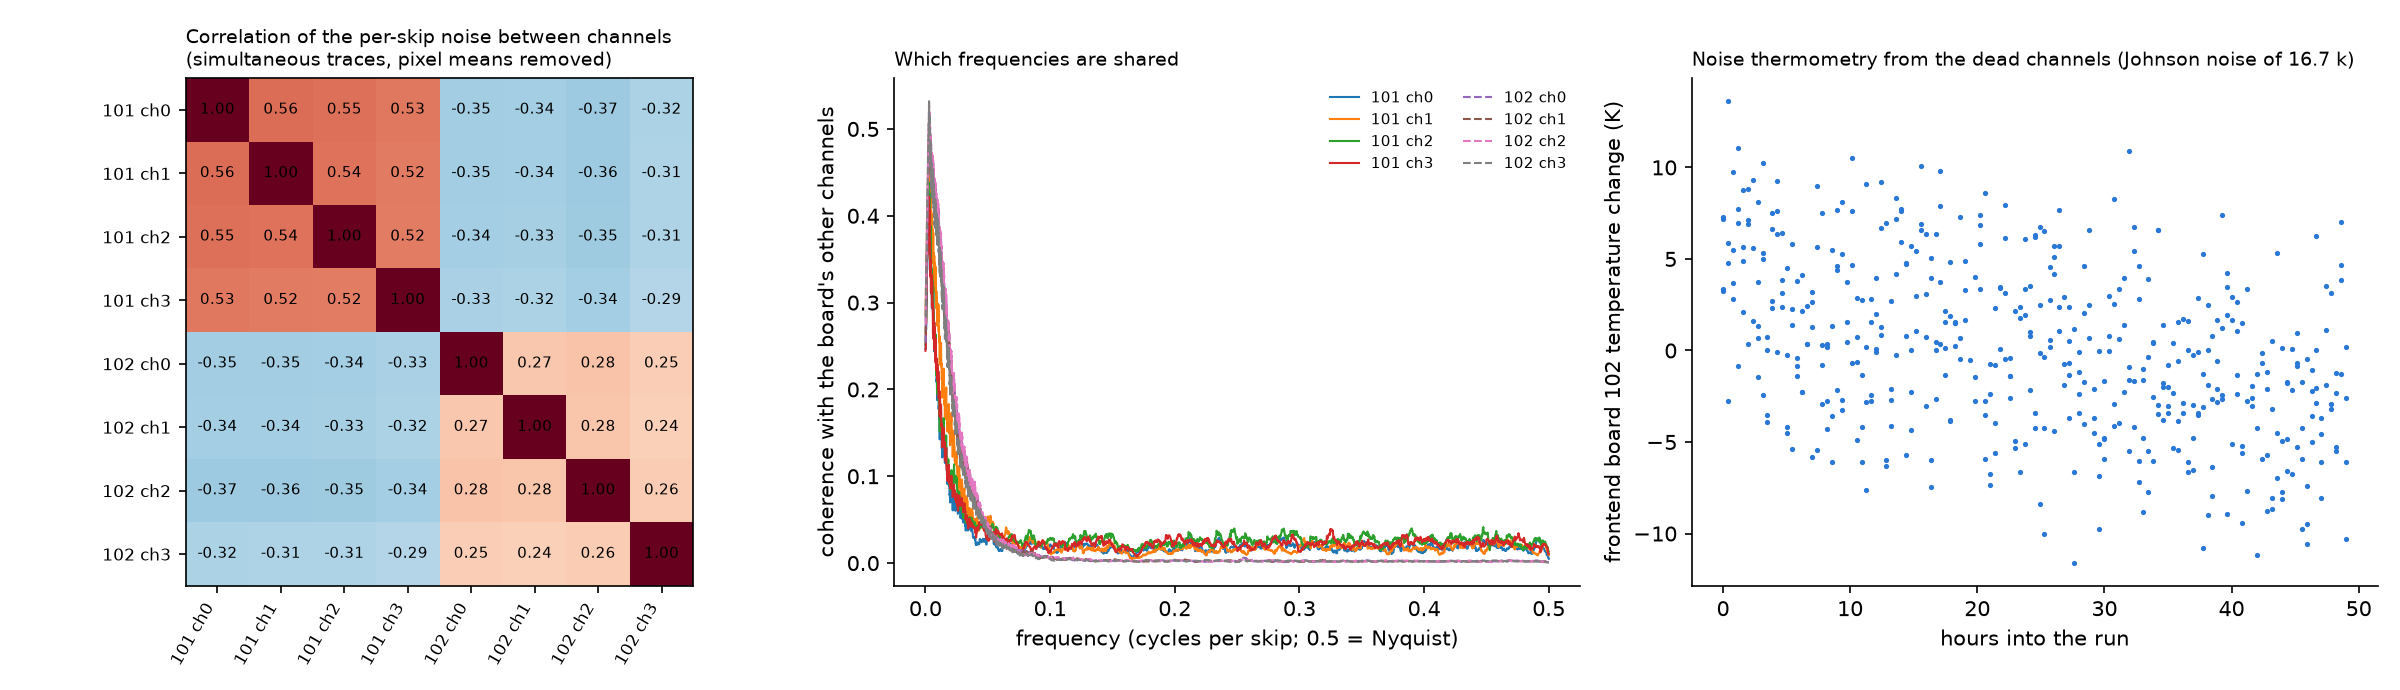 Correlation of the per-skip noise between channels
(simultaneous traces, pixel means removed)
101 ch0
101 ch1
101 ch2
101 ch3
102 ch0
102 ch1
102 ch2
102 ch3
1.00 0.56 0.55 0.53 -0.35 -0.34 -0.37 -0.32
0.56 1.00 0.54 0.52 -0.35 -0.34 -0.36 -0.31
0.55 0.54 1.00 0.52 -0.34 -0.33 -0.35 -0.31
0.53 0.52 0.52 1.00 -0.33 -0.32 -0.34 -0.29
-0.35 -0.35 -0.34 -0.33 1.00 0.27 0.28 0.25
-0.34 -0.34 -0.33 -0.32 0.27 1.00 0.28 0.24
-0.37 -0.36 -0.35 -0.34 0.28 0.28 1.00 0.26
-0.32 -0.31 -0.31 -0.29 0.25 0.24 0.26 1.00
101 ch0
101 ch1
101 ch2
101 ch3
102 ch0
102 ch1
102 ch2
102 ch3
Which frequencies are shared
coherence with the board's other channels
0.5
0.4
0.3
0.2
0.1
0.0
101 ch0 102 ch0
101 ch1 102 ch1
101 ch2 102 ch2
101 ch3 102 ch3
0.0 0.1 0.2 0.3 0.4 0.5
frequency (cycles per skip; 0.5 = Nyquist)
Noise thermometry from the dead channels (Johnson noise of 16.7 k)
frontend board 102 temperature change (K)
10
5
0
−5
−10
0 10 20 30 40 50
hours into the run